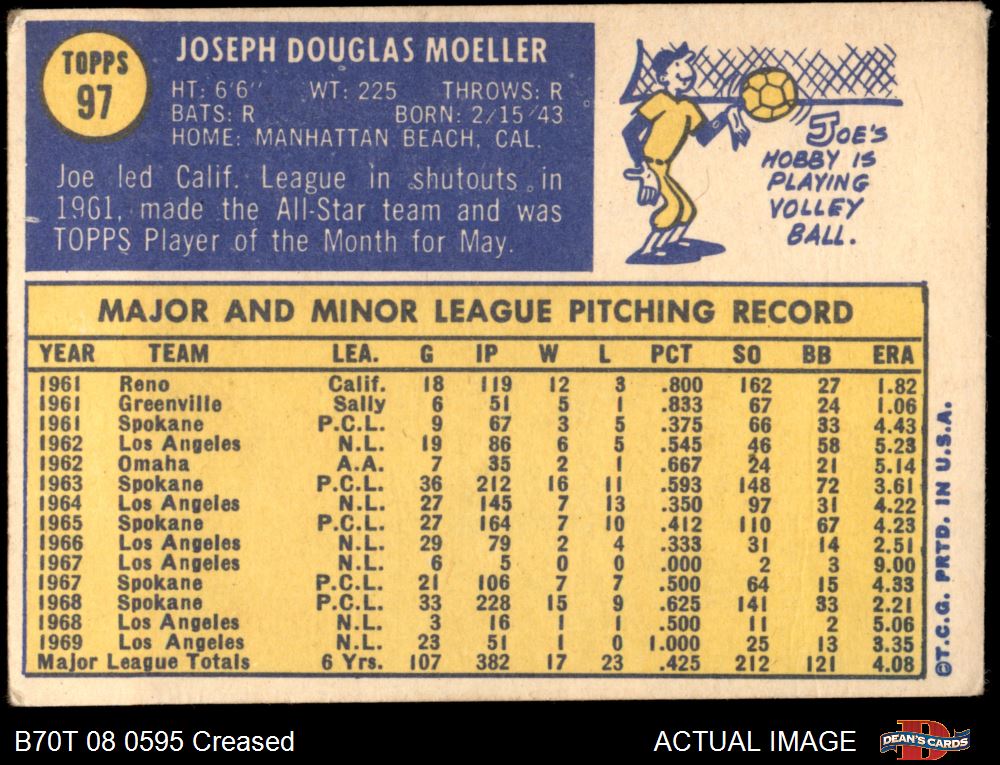 TOPPS
97
JOSEPH DOUGLAS MOELLER
HT: 6'6" WT: 225 THROWS: R
BATS: R BORN: 2/15/43
HOME: MANHATTAN BEACH, CAL.
Joe led Calif. League in shutouts in
1961, made the All-Star team and was
TOPPS Player of the Month for May.
JOE'S
HOBBY IS
PLAYING
VOLLEY
BALL.
MAJOR AND MINOR LEAGUE PITCHING RECORD
YEAR TEAM LEA. G IP W L PCT SO BB ERA
1961 Reno Calif. 18 119 12 3 .800 162 27 1.82
1961 Greenville Sally 6 51 5 1 .833 67 24 1.06
1961 Spokane P.C.L. 9 67 3 5 .375 66 33 4.43
1962 Los Angeles N.L. 19 86 6 5 .545 46 58 5.23
1962 Omaha A.A. 7 35 2 1 .667 24 21 5.14
1963 Spokane P.C.L. 36 212 16 11 .593 148 72 3.61
1964 Los Angeles N.L. 27 145 7 13 .350 97 31 4.22
1965 Spokane P.C.L. 27 164 7 10 .412 110 67 4.23
1966 Los Angeles N.L. 29 79 2 4 .333 31 14 2.51
1967 Los Angeles N.L. 6 5 0 0 .000 2 3 9.00
1967 Spokane P.C.L. 21 106 7 7 .500 64 15 4.33
1968 Spokane P.C.L. 33 228 15 9 .625 141 33 2.21
1968 Los Angeles N.L. 3 16 1 1 .500 11 2 5.06
1969 Los Angeles N.L. 23 51 1 0 1.000 25 13 3.35
Major League Totals 6 Yrs. 107 382 17 23 .425 212 121 4.08
©T.C.G. PRTD. IN U.S.A.
B70T 08 0595 Creased
ACTUAL IMAGE
DEAN'S CARDS